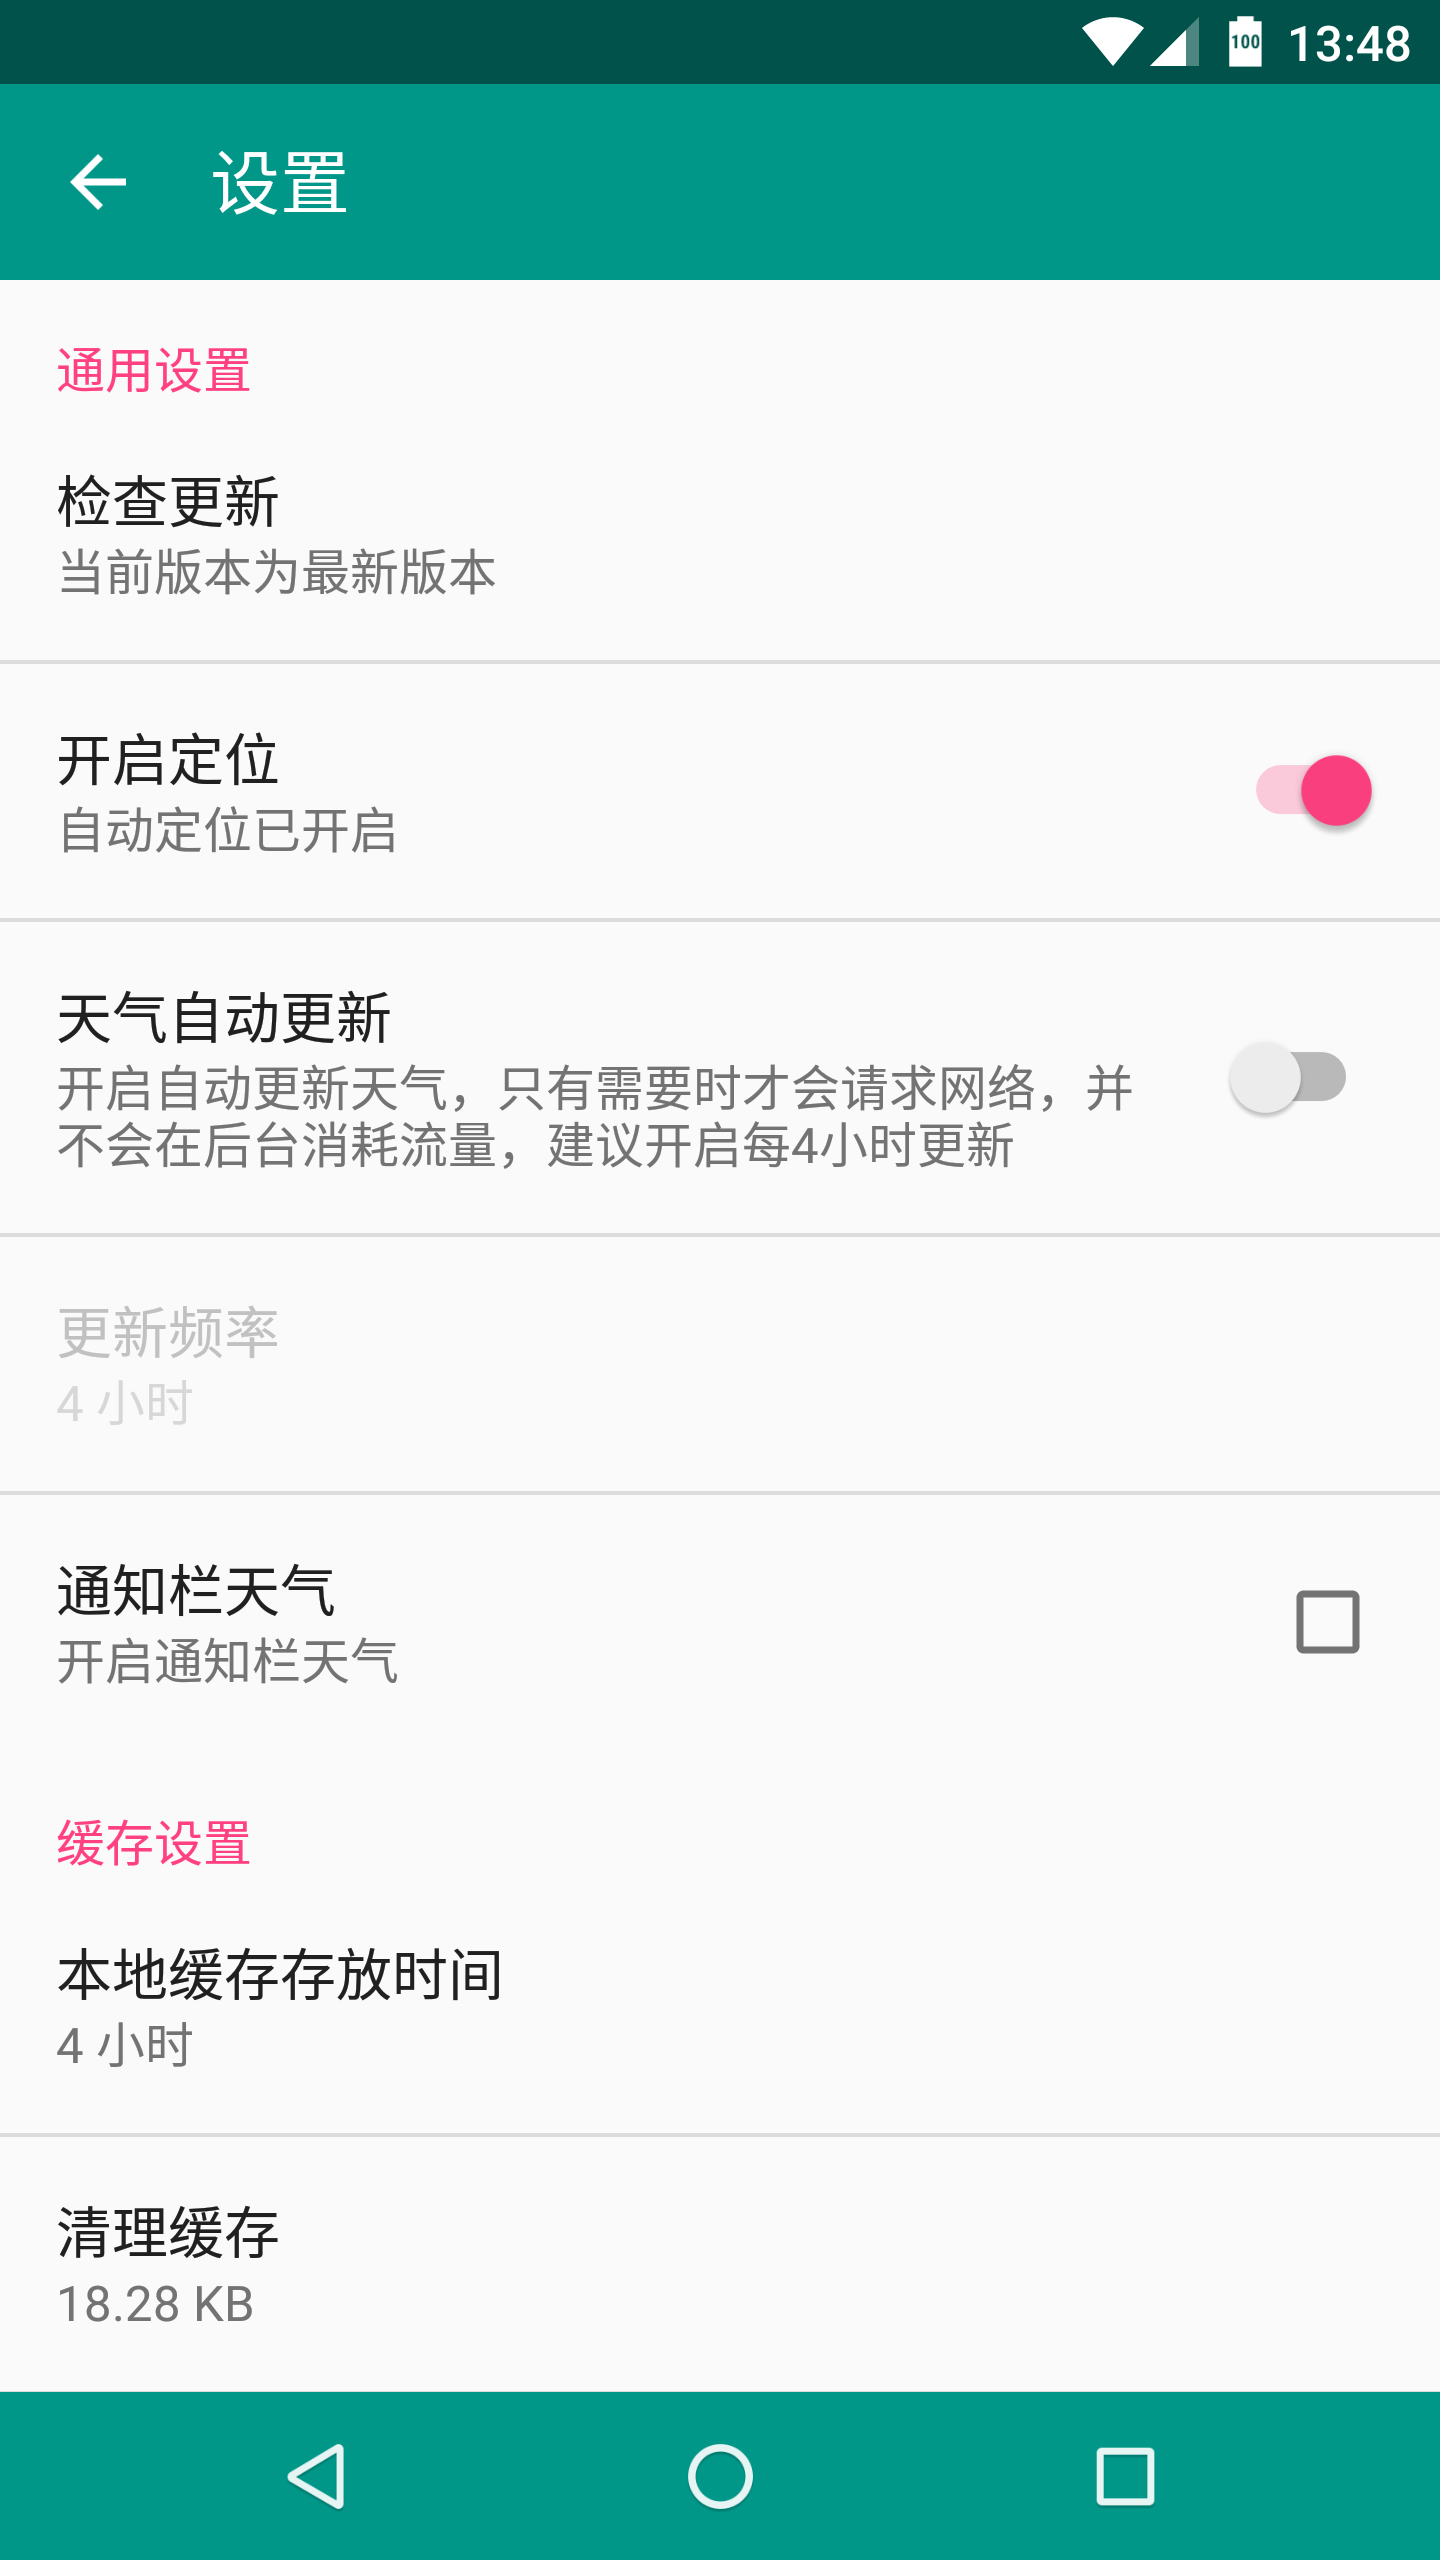 100 13:48
设置
通用设置
检查更新
当前版本为最新版本
开启定位
自动定位已开启
天气自动更新
开启自动更新天气，只有需要时才会请求网络，并
不会在后台消耗流量，建议开启每4小时更新
更新频率
4 小时
通知栏天气
开启通知栏天气
缓存设置
本地缓存存放时间
4 小时
清理缓存
18.28 KB